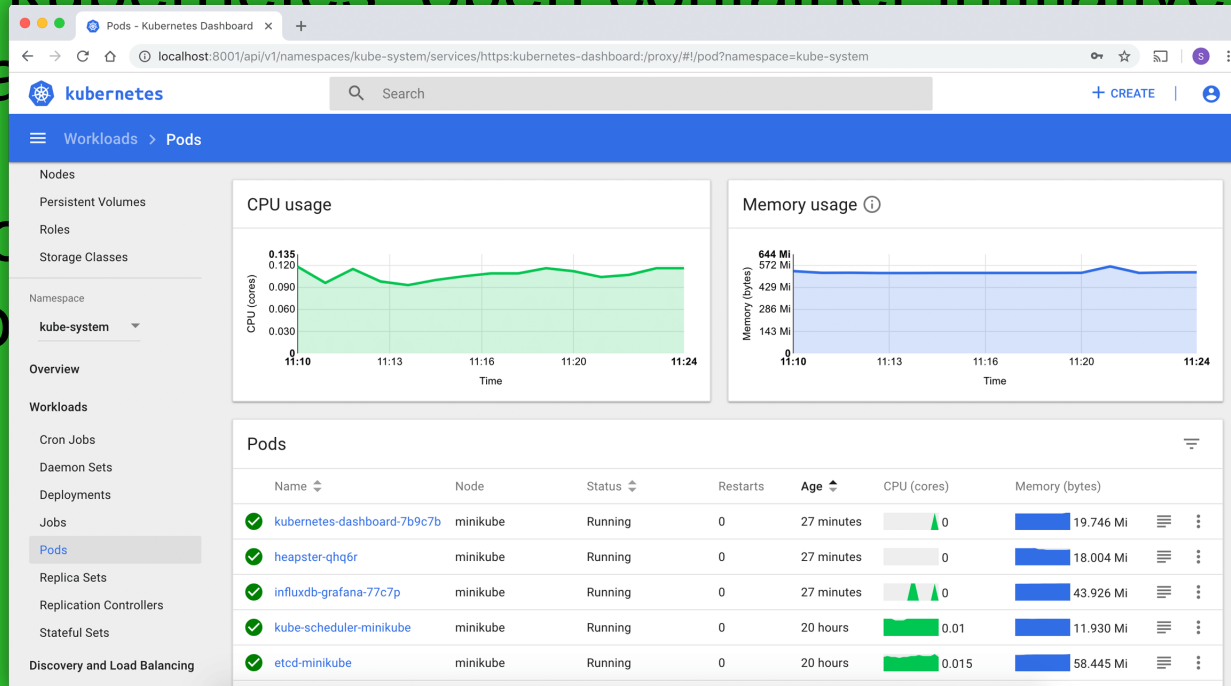 kubernetes open container initiative
Pods - Kubernetes Dashboard
localhost:8001/api/v1/namespaces/kube-system/services/https:kubernetes-dashboard:/proxy/#!/pod?namespace=kube-system
S
kubernetes
Search
+ CREATE
Workloads > Pods
Nodes
Persistent Volumes
Roles
Storage Classes
Namespace
kube-system
Overview
Workloads
Cron Jobs
Daemon Sets
Deployments
Jobs
Pods
Replica Sets
Replication Controllers
Stateful Sets
Discovery and Load Balancing
CPU usage
CPU (cores)
0.135
0.120
0.090
0.060
0.030
0
11:10 11:13 11:16 11:20 11:24
Time
Memory usage
Memory (bytes)
644 Mi
572 Mi
429 Mi
286 Mi
143 Mi
0
11:10 11:13 11:16 11:20 11:24
Time
Pods
Name Node Status Restarts Age CPU (cores) Memory (bytes)
kubernetes-dashboard-7b9c7b minikube Running 0 27 minutes 0 19.746 Mi
heapster-qhq6r minikube Running 0 27 minutes 0 18.004 Mi
influxdb-grafana-77c7p minikube Running 0 27 minutes 0 43.926 Mi
kube-scheduler-minikube minikube Running 0 20 hours 0.01 11.930 Mi
etcd-minikube minikube Running 0 20 hours 0.015 58.445 Mi